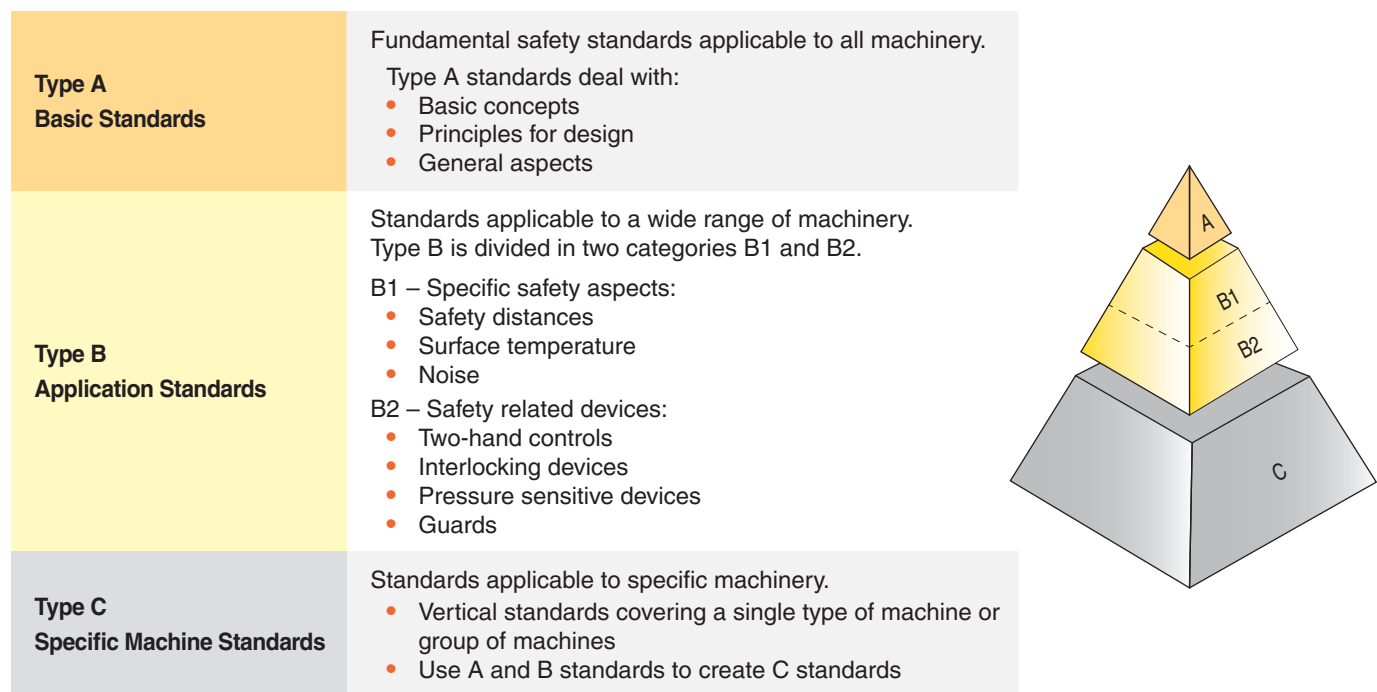 Type A
Basic Standards
Fundamental safety standards applicable to all machinery.
Type A standards deal with:
• Basic concepts
• Principles for design
• General aspects
Type B
Application Standards
Standards applicable to a wide range of machinery.
Type B is divided in two categories B1 and B2.
B1 – Specific safety aspects:
• Safety distances
• Surface temperature
• Noise
B2 – Safety related devices:
• Two-hand controls
• Interlocking devices
• Pressure sensitive devices
• Guards
Type C
Specific Machine Standards
Standards applicable to specific machinery.
• Vertical standards covering a single type of machine or
group of machines
• Use A and B standards to create C standards
A
B1
B2
C